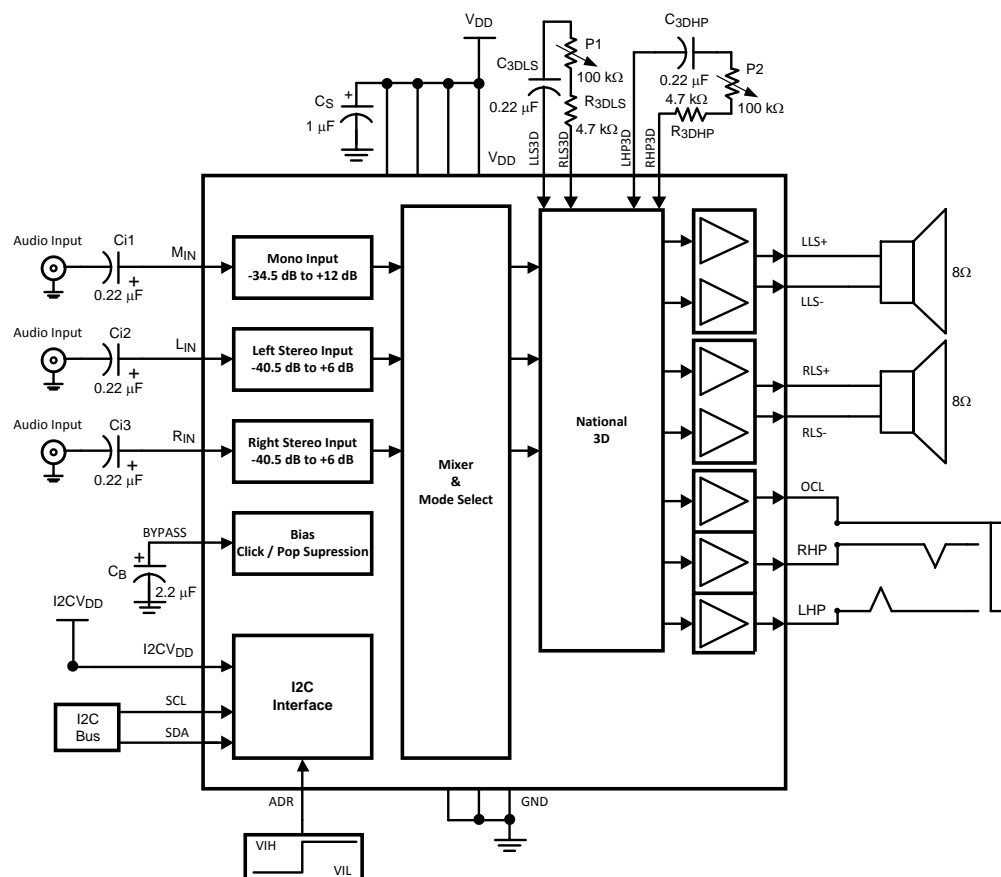 VDD
CS
+
1 μF
VDD
C3DLS
0.22 μF
P1
100 kΩ
R3DLS
4.7 kΩ
C3DHP
0.22 μF
P2
100 kΩ
4.7 kΩ
R3DHP
LLS3D
RLS3D
LHP3D
RHP3D
Audio Input
Ci1
+
0.22 μF
MIN
Mono Input
-34.5 dB to +12 dB
Audio Input
Ci2
+
0.22 μF
LIN
Left Stereo Input
-40.5 dB to +6 dB
Audio Input
Ci3
+
0.22 μF
RIN
Right Stereo Input
-40.5 dB to +6 dB
BYPASS
+
CB
2.2 μF
Bias
Click / Pop Supression
I2CVDD
I2CVDD
I2C
Bus
SCL
SDA
I2C
Interface
ADR
VIH
VIL
Mixer
&
Mode Select
National
3D
GND
LLS+
LLS-
8Ω
RLS+
RLS-
8Ω
OCL
RHP
LHP